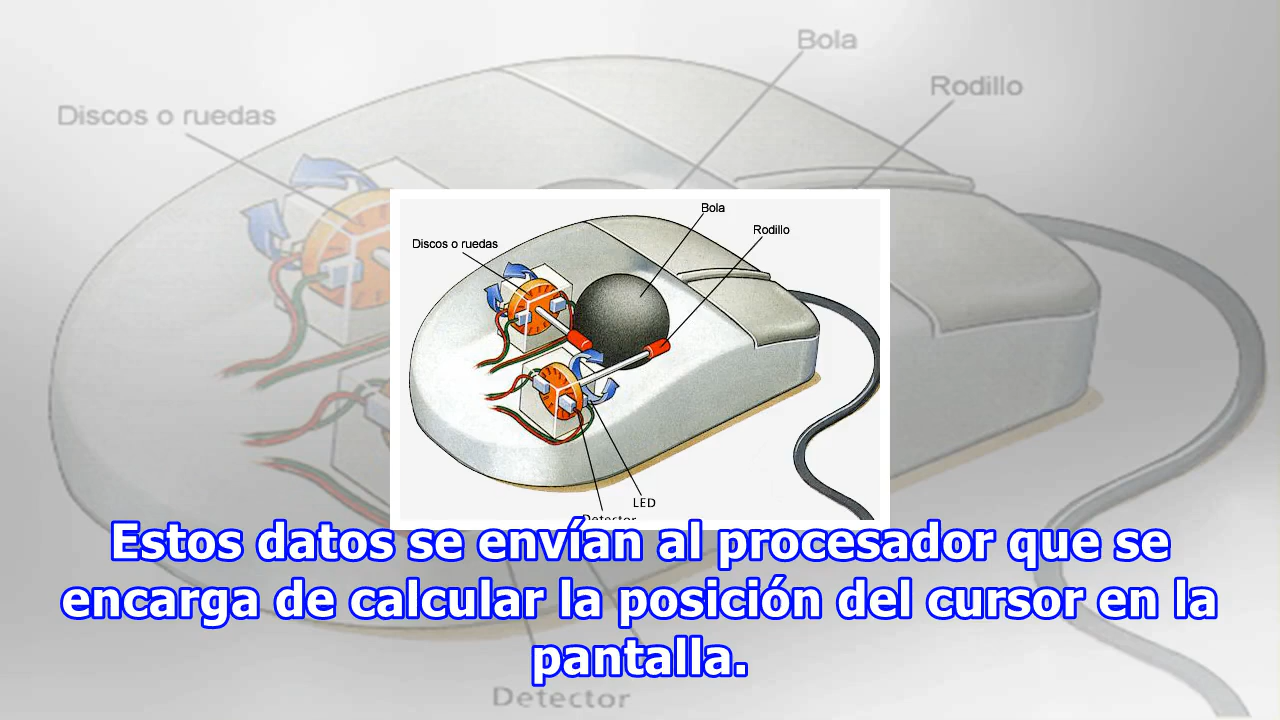 Bola
Rodillo
Discos o ruedas
Bola
Rodillo
Discos o ruedas
LED
Detector
Estos datos se envían al procesador que se
encarga de calcular la posición del cursor en la
pantalla.
Detector